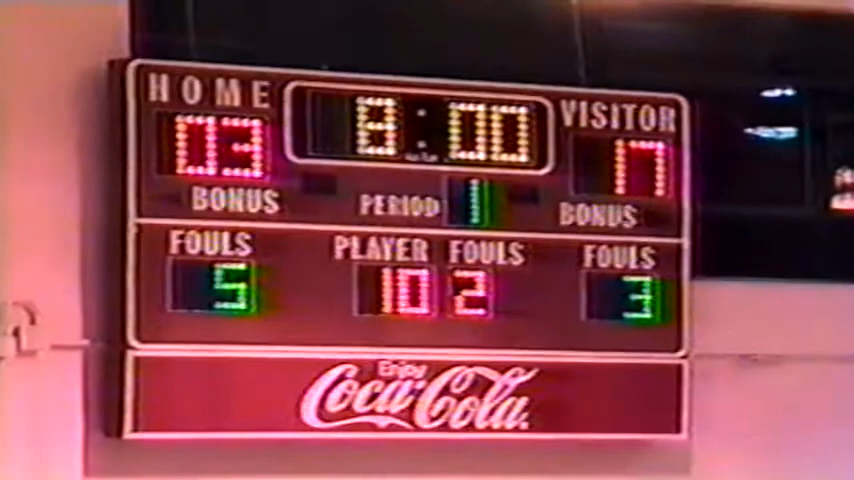 HOME 8:00 VISITOR
03 17
BONUS PERIOD 1 BONUS
FOULS PLAYER FOULS FOULS
5 10 2 3
Enjoy
Coca-Cola